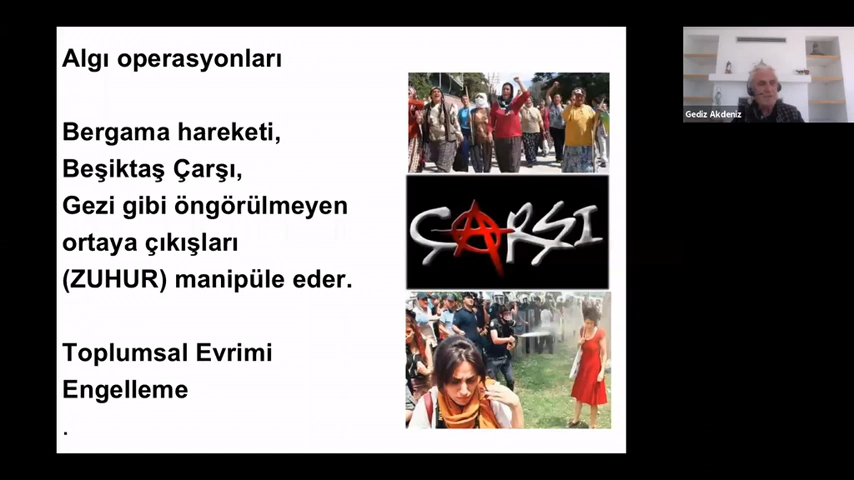 Algı operasyonları
Bergama hareketi,
Beşiktaş Çarşı,
Gezi gibi öngörülmeyen
ortaya çıkışları
(ZUHUR) manipüle eder.
Toplumsal Evrimi
Engelleme
.
ÇARŞI
Gediz Akdeniz